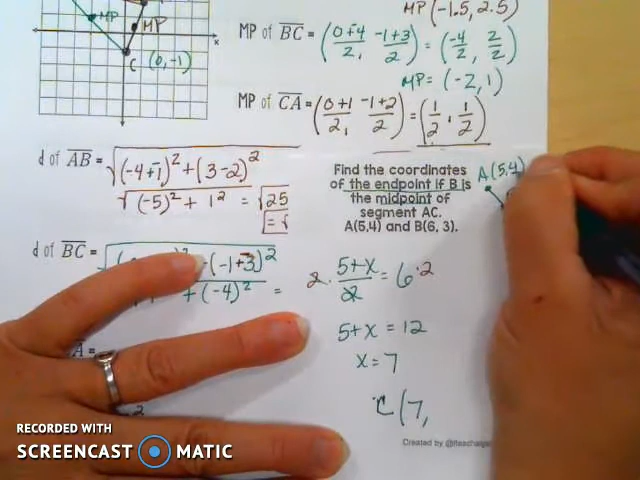 MP(-1.5, 2.5)
MP
MP
C (0,-1)
x
MP of BC = (0+-4/2, -1+3/2) = (-4/2, 2/2)
MP= (-2, 1)
MP of CA = (0+1/2, -1+2/2) = (1/2, 1/2)
d of AB = √(-4+-1)² + (3-2)²
√(-5)² + 1² = √25
= √
d of BC = (-1+-3)²
+(-4)² =
A =
Find the coordinates
of the endpoint if B is
the midpoint of
segment AC.
A(5,4) and B(6, 3).
A(5,4)
2· 5+x/2 = 6·2
5+x = 12
x = 7
C(7,
Created by
RECORDED WITH
SCREENCAST MATIC